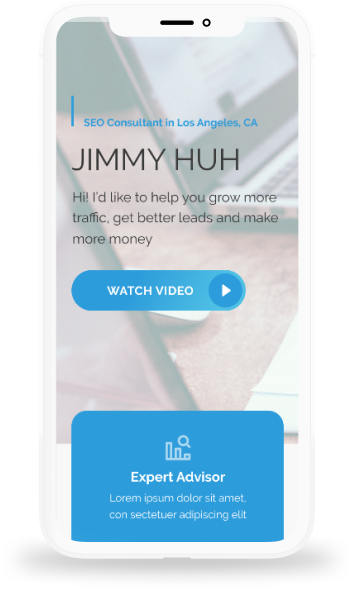 SEO Consultant in Los Angeles, CA
JIMMY HUH
Hi! I'd like to help you grow more
traffic, get better leads and make
more money
WATCH VIDEO
Expert Advisor
Lorem ipsum dolor sit amet,
con sectetuer adipiscing elit